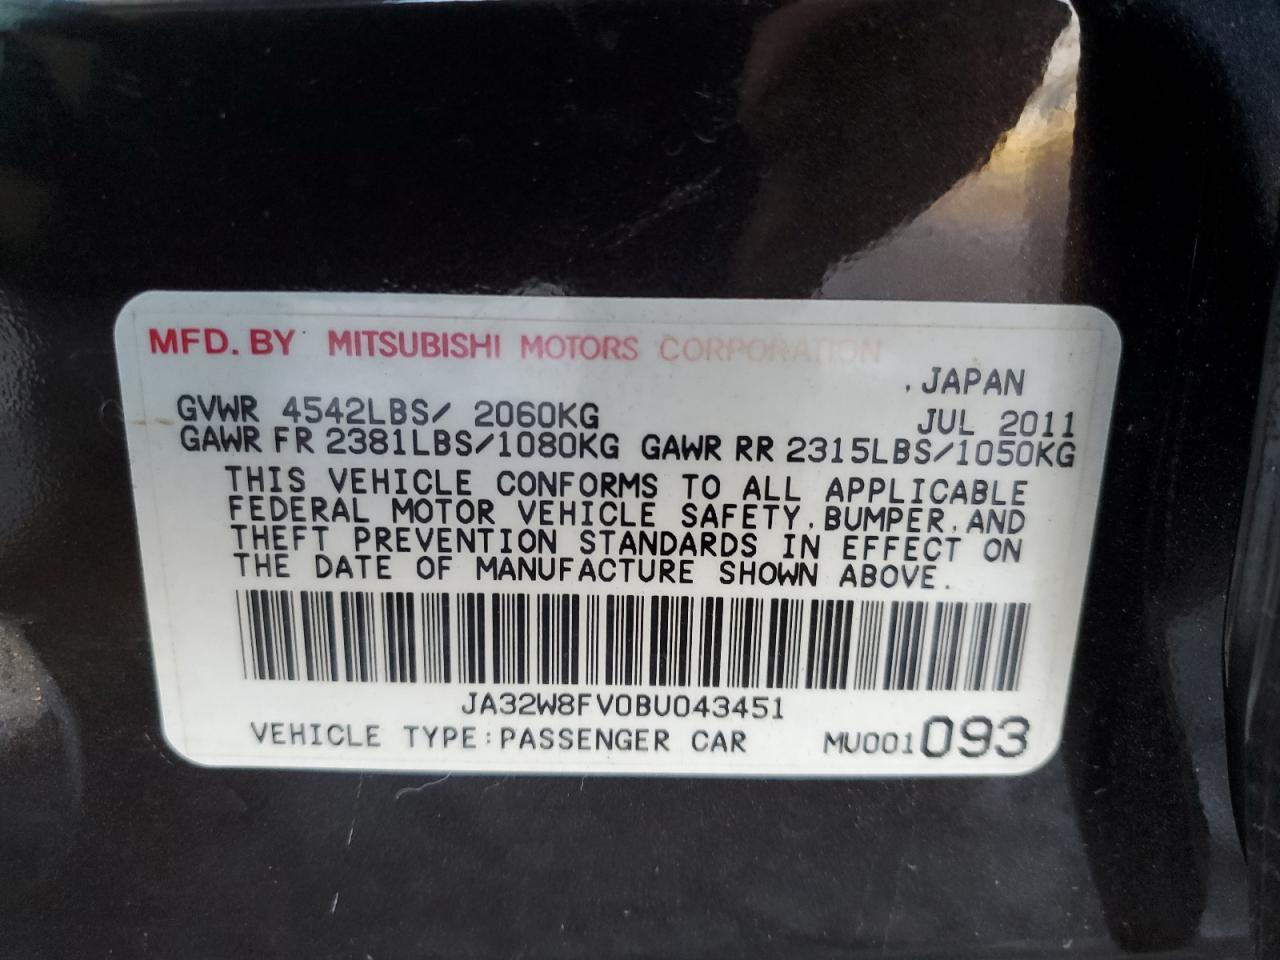 MFD. BY MITSUBISHI MOTORS CORPORATION
, JAPAN
GVWR 4542LBS/ 2060KG JUL 2011
GAWR FR 2381LBS/1080KG GAWR RR 2315LBS/1050KG
THIS VEHICLE CONFORMS TO ALL APPLICABLE
FEDERAL MOTOR VEHICLE SAFETY, BUMPER, AND
THEFT PREVENTION STANDARDS IN EFFECT ON
THE DATE OF MANUFACTURE SHOWN ABOVE.
JA32W8FV0BU043451
VEHICLE TYPE:PASSENGER CAR MU001 093